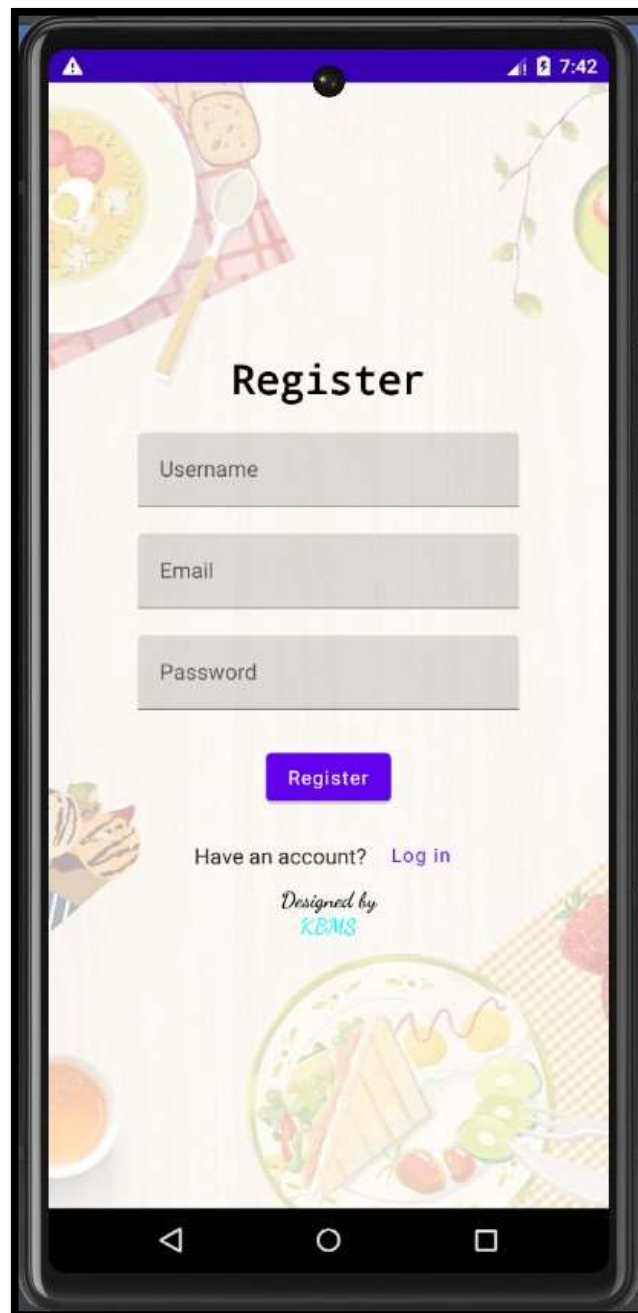 7:42
Register
Username
Email
Password
Register
Have an account? Log in
Designed by
KBMS